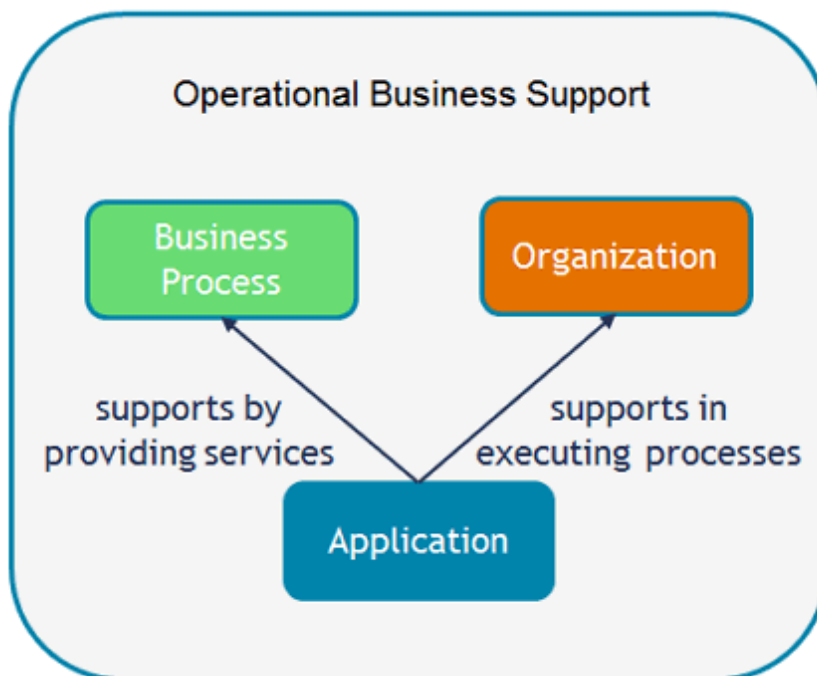 Operational Business Support
Business
Process
Organization
supports by
providing services
supports in
executing processes
Application